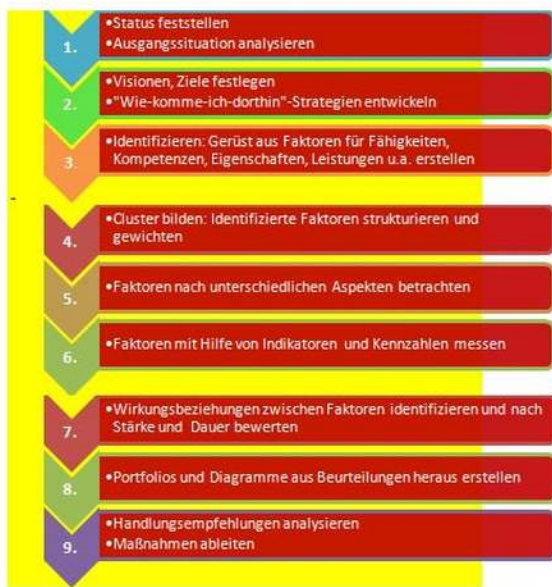 1.
•Status feststellen
•Ausgangssituation analysieren
2.
•Visionen, Ziele festlegen
•"Wie-komme-ich-dorthin"-Strategien entwickeln
3.
•Identifizieren: Gerüst aus Faktoren für Fähigkeiten,
Kompetenzen, Eigenschaften, Leistungen u.a. erstellen
-
4.
•Cluster bilden: Identifizierte Faktoren strukturieren und
gewichten
5.
•Faktoren nach unterschiedlichen Aspekten betrachten
6.
•Faktoren mit Hilfe von Indikatoren und Kennzahlen messen
7.
•Wirkungsbeziehungen zwischen Faktoren identifizieren und nach
Stärke und Dauer bewerten
8.
•Portfolios und Diagramme aus Beurteilungen heraus erstellen
9.
•Handlungsempfehlungen analysieren
•Maßnahmen ableiten